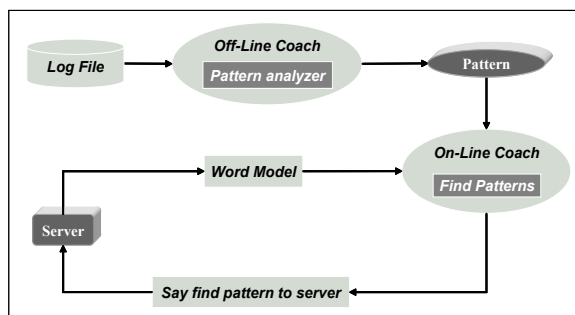 Off-Line Coach
Log File
Pattern analyzer
Pattern
On-Line Coach
Word Model
Find Patterns
Server
Say find pattern to server